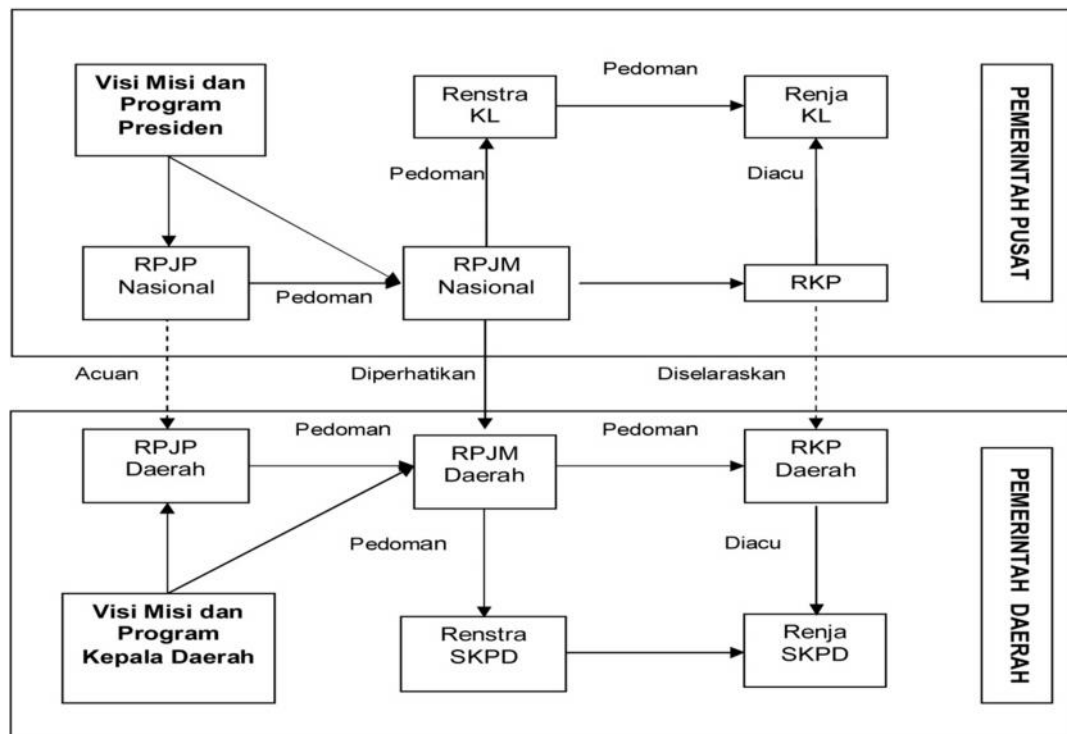 Visi Misi dan
Program
Presiden
Renstra
KL
Pedoman
Renja
KL
Pedoman
Diacu
RPJP
Nasional
Pedoman
RPJM
Nasional
RKP
PEMERINTAH PUSAT
Acuan
Diperhatikan
Diselaraskan
RPJP
Daerah
Pedoman
RPJM
Daerah
Pedoman
RKP
Daerah
Pedoman
Diacu
Visi Misi dan
Program
Kepala Daerah
Renstra
SKPD
Renja
SKPD
PEMERINTAH DAERAH